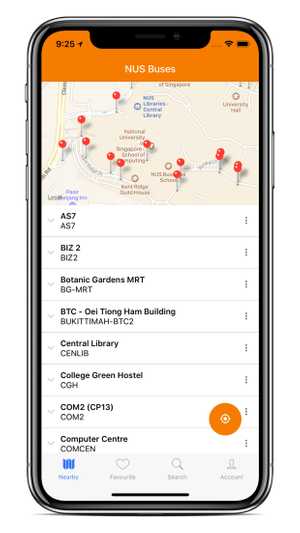 9:25
NUS Buses
of Singapore
NUS
Libraries -
Central
Library
University
Hall
National
University
Singapore -
School of
Computing
NUS Business
School
Kent Ridge
Guild House
Pasir
Panjang Inn
Legal
AS7
AS7
BIZ 2
BIZ2
Botanic Gardens MRT
BG-MRT
BTC - Oei Tiong Ham Building
BUKITTIMAH-BTC2
Central Library
CENLIB
College Green Hostel
CGH
COM2 (CP13)
COM2
Computer Centre
COMCEN
Nearby
Favourite
Search
Account